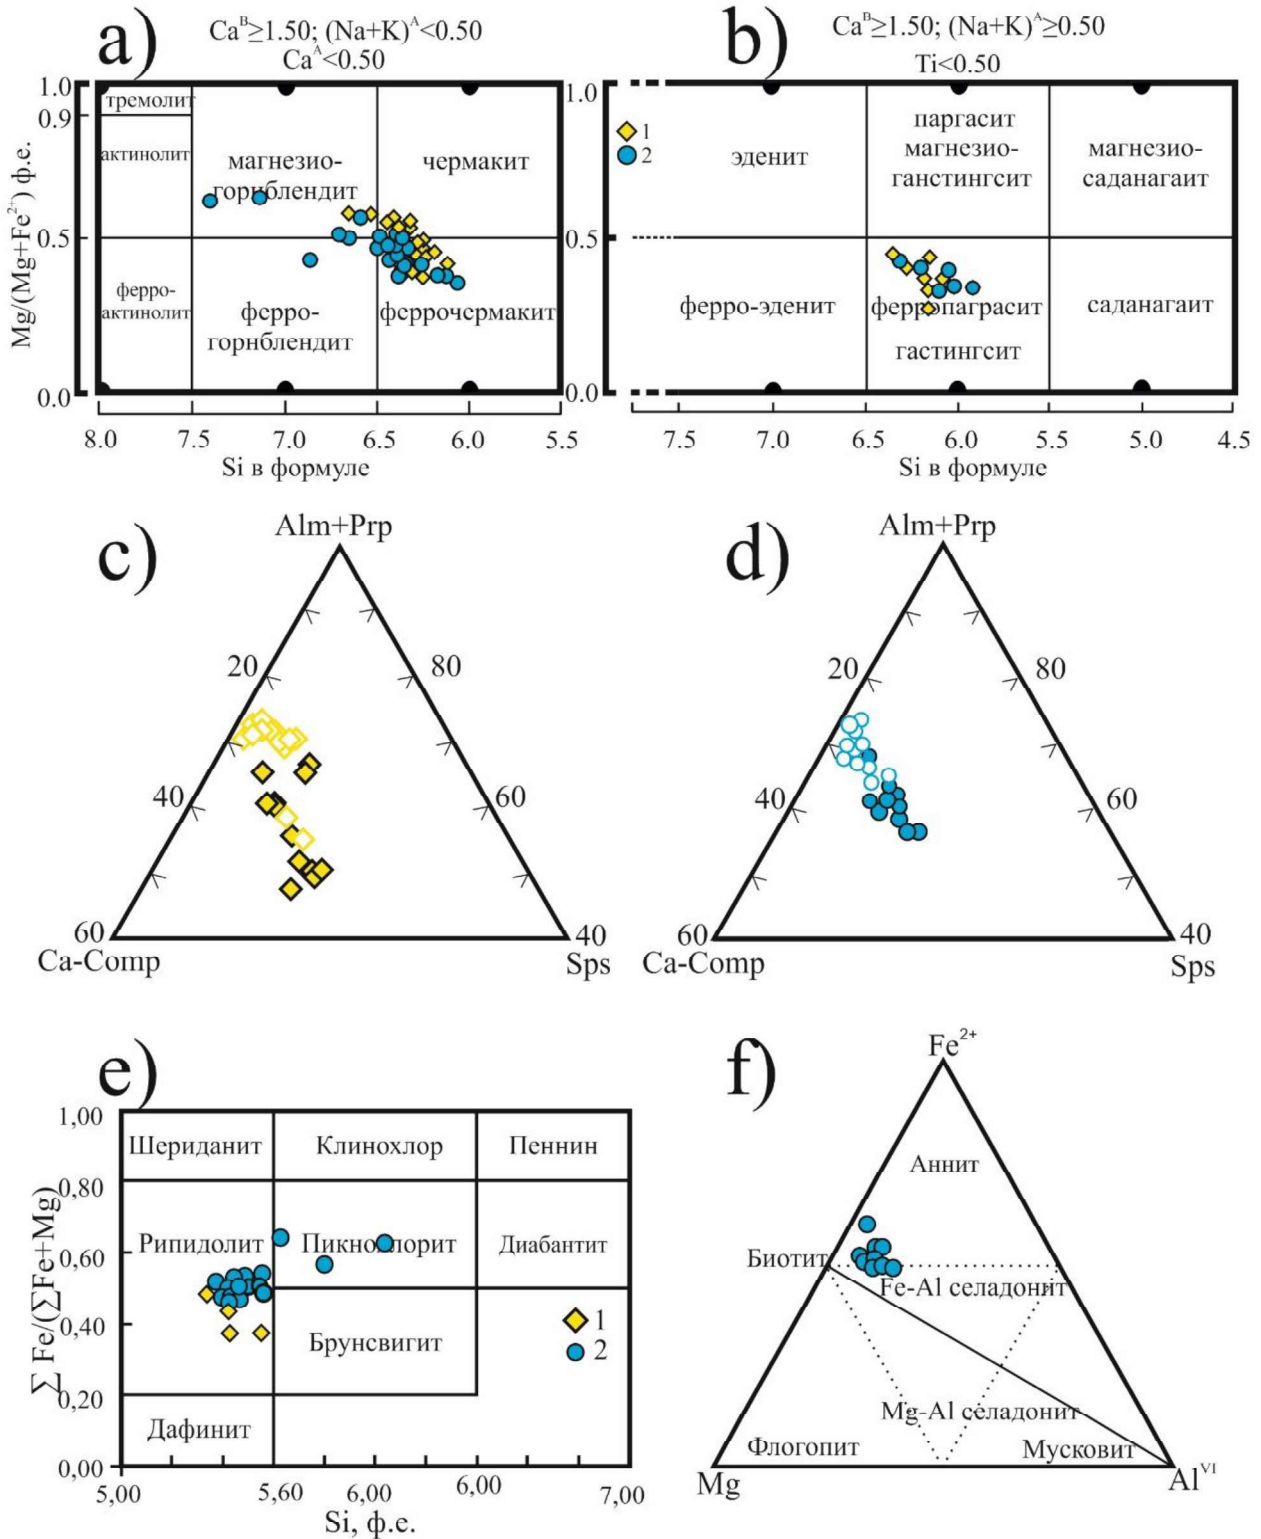 a)
Ca^B≥1.50; (Na+K)^A<0.50
Ca^A<0.50
Mg/(Mg+Fe²⁺) ф.е.
1.0
0.9
0.5
0.0
тремолит
актинолит
магнезио-
горнблендит
чермакит
ферро-
актинолит
ферро-
горнблендит
феррочермакит
8.0 7.5 7.0 6.5 6.0 5.5
Si в формуле
b)
Ca^B≥1.50; (Na+K)^A≥0.50
Ti<0.50
1.0
0.5
0.0
1
2
эденит
паргасит
магнезио-
ганстингсит
магнезио-
саданагаит
ферро-эденит
ферропаграсит
гастингсит
саданагаит
7.5 7.0 6.5 6.0 5.5 5.0 4.5
Si в формуле
c)
Alm+Prp
20 80
40 60
60 40
Ca-Comp Sps
d)
Alm+Prp
20 80
40 60
60 40
Ca-Comp Sps
e)
∑ Fe/(∑Fe+Mg)
1,00
0,80
0,60
0,40
0,20
0,00
Шериданит Клинохлор Пеннин
Рипидолит Пикнохлорит Диабантит
Брунсвигит
1
2
Дафинит
5,00 5,60 6,00 6,00 7,00
Si, ф.е.
f)
Fe²⁺
Аннит
Биотит
Fe-Al селадонит
Mg-Al селадонит
Флогопит Мусковит
Mg Al^VI